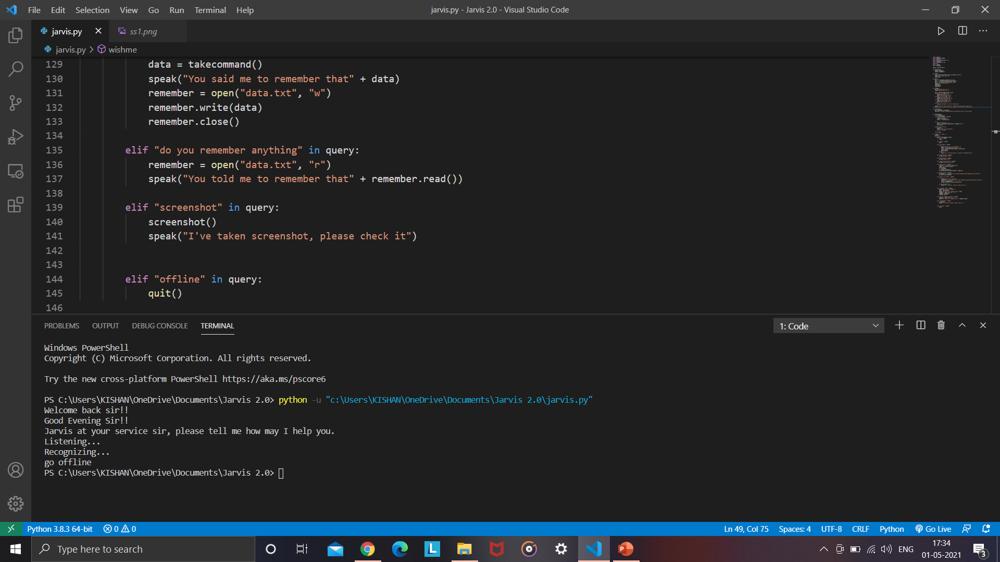 File Edit Selection View Go Run Terminal Help
jarvis.py - Jarvis 2.0 - Visual Studio Code
jarvis.py
ss1.png
jarvis.py > wishme
129 data = takecommand()
130 speak("You said me to remember that" + data)
131 remember = open("data.txt", "w")
132 remember.write(data)
133 remember.close()
134
135 elif "do you remember anything" in query:
136 remember = open("data.txt", "r")
137 speak("You told me to remember that" + remember.read())
138
139 elif "screenshot" in query:
140 screenshot()
141 speak("I've taken screenshot, please check it")
142
143
144 elif "offline" in query:
145 quit()
146
PROBLEMS OUTPUT DEBUG CONSOLE TERMINAL
1: Code
Windows PowerShell
Copyright (C) Microsoft Corporation. All rights reserved.
Try the new cross-platform PowerShell https://aka.ms/pscore6
PS C:\Users\KISHAN\OneDrive\Documents\Jarvis 2.0> python -u "c:\Users\KISHAN\OneDrive\Documents\Jarvis 2.0\jarvis.py"
Welcome back sir!!
Good Evening Sir!!
Jarvis at your service sir, please tell me how may I help you.
Listening...
Recognizing...
go offline
PS C:\Users\KISHAN\OneDrive\Documents\Jarvis 2.0>
Python 3.8.3 64-bit 0 0
Ln 49, Col 75 Spaces: 4 UTF-8 CRLF Python Go Live
Type here to search
L
P
ENG
17:34
01-05-2021
3